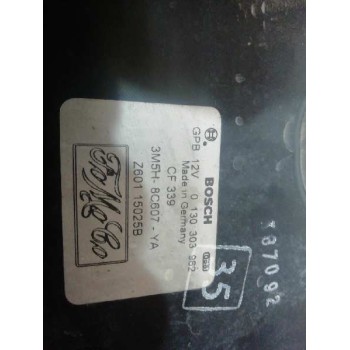 BOSCH
GPB 12V 0 130 303 962
Made in Germany
CF 339
3M5H - 8C607 - YA
FoMoCo
Z601 15025B
35
187092